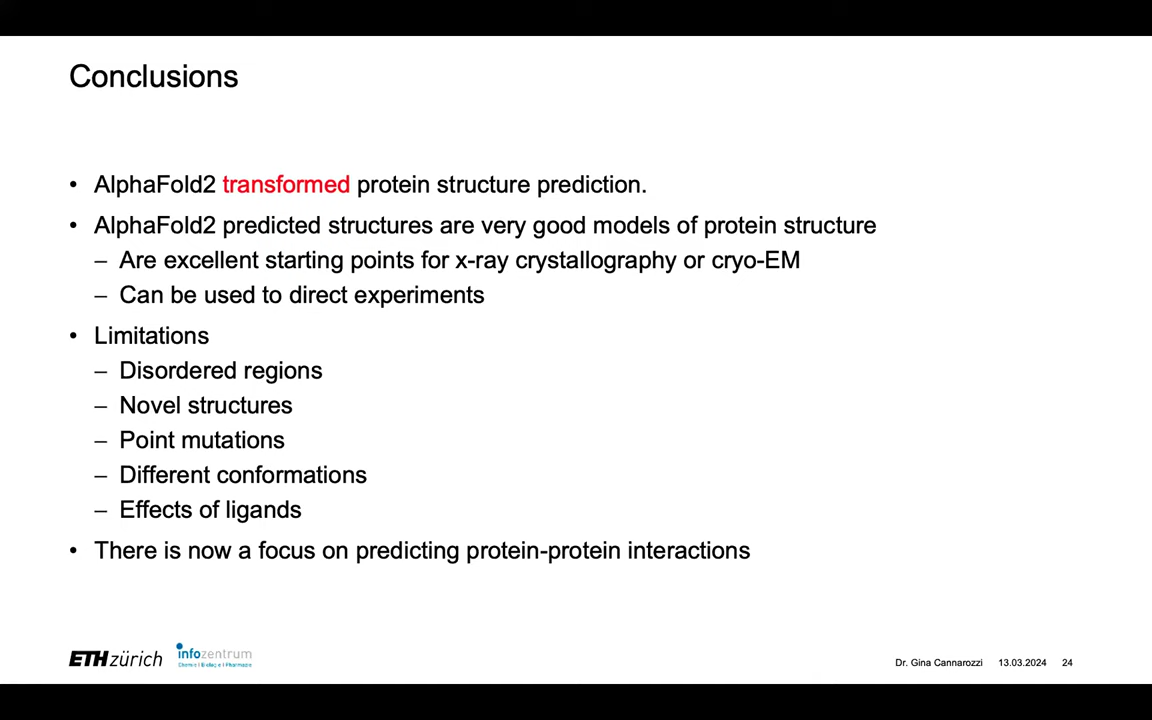 Conclusions
• AlphaFold2 transformed protein structure prediction.
• AlphaFold2 predicted structures are very good models of protein structure
– Are excellent starting points for x-ray crystallography or cryo-EM
– Can be used to direct experiments
• Limitations
– Disordered regions
– Novel structures
– Point mutations
– Different conformations
– Effects of ligands
• There is now a focus on predicting protein-protein interactions
ETH zürich
infozentrum
Chemie | Biologie | Pharmazie
Dr. Gina Cannarozzi 13.03.2024 24